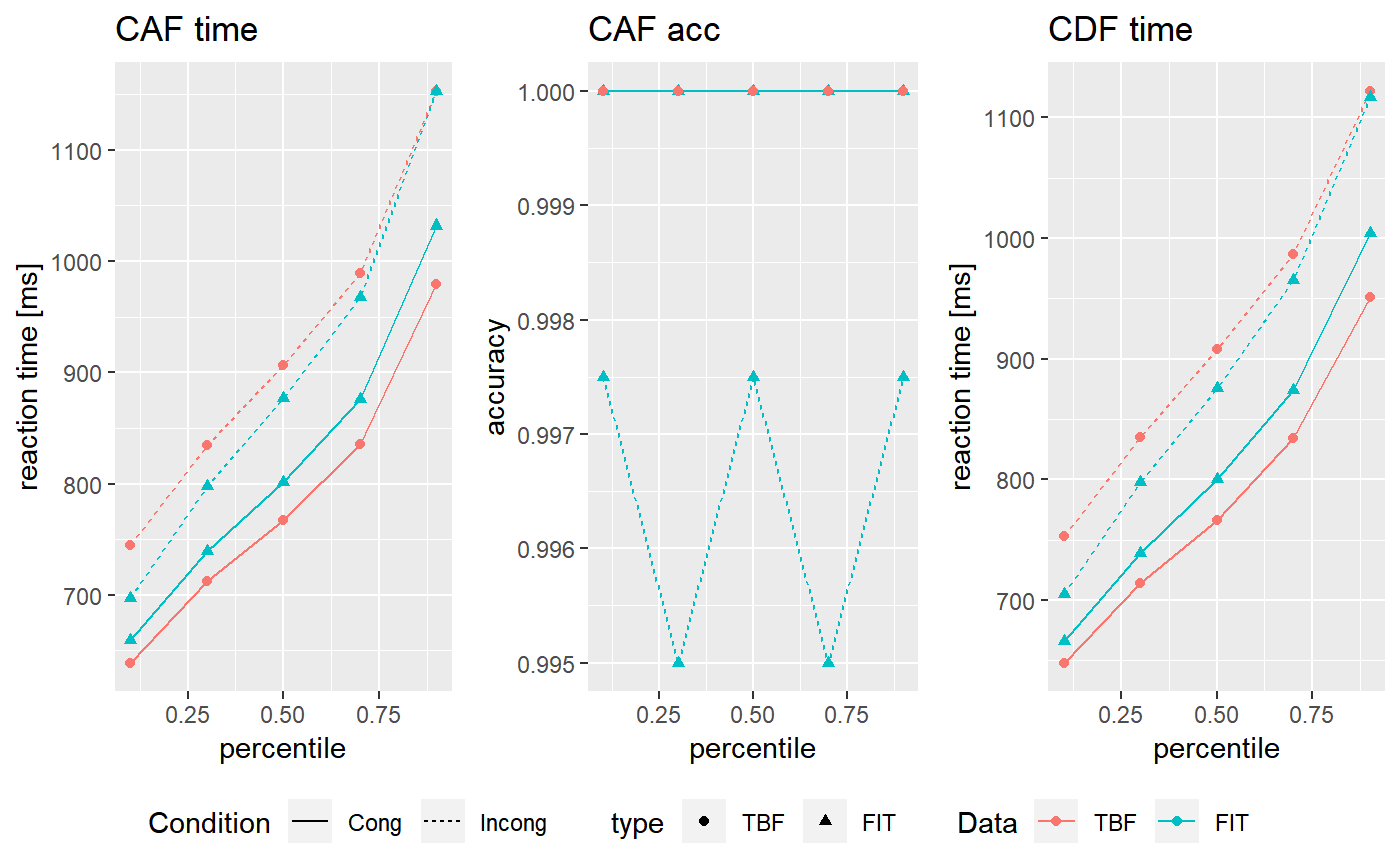 CAF time
CAF acc
CDF time
reaction time [ms]
1100
1000
900
800
700
0.25 0.50 0.75
percentile
accuracy
1.000
0.999
0.998
0.997
0.996
0.995
0.25 0.50 0.75
percentile
reaction time [ms]
1100
1000
900
800
700
0.25 0.50 0.75
percentile
Condition Cong Incong type TBF FIT Data TBF FIT